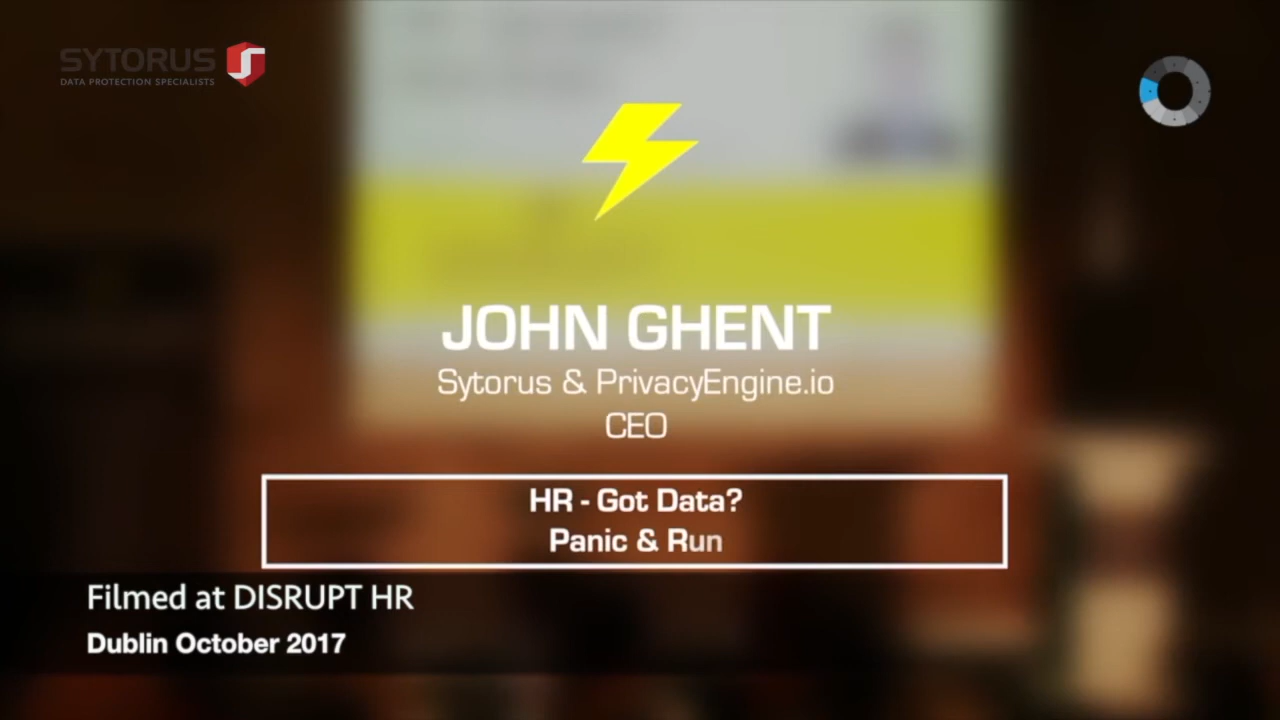 SYTORUS
DATA PROTECTION SPECIALISTS
JOHN GHENT
Sytorus & PrivacyEngine.io
CEO
HR - Got Data?
Panic & Run
Filmed at DISRUPT HR
Dublin October 2017